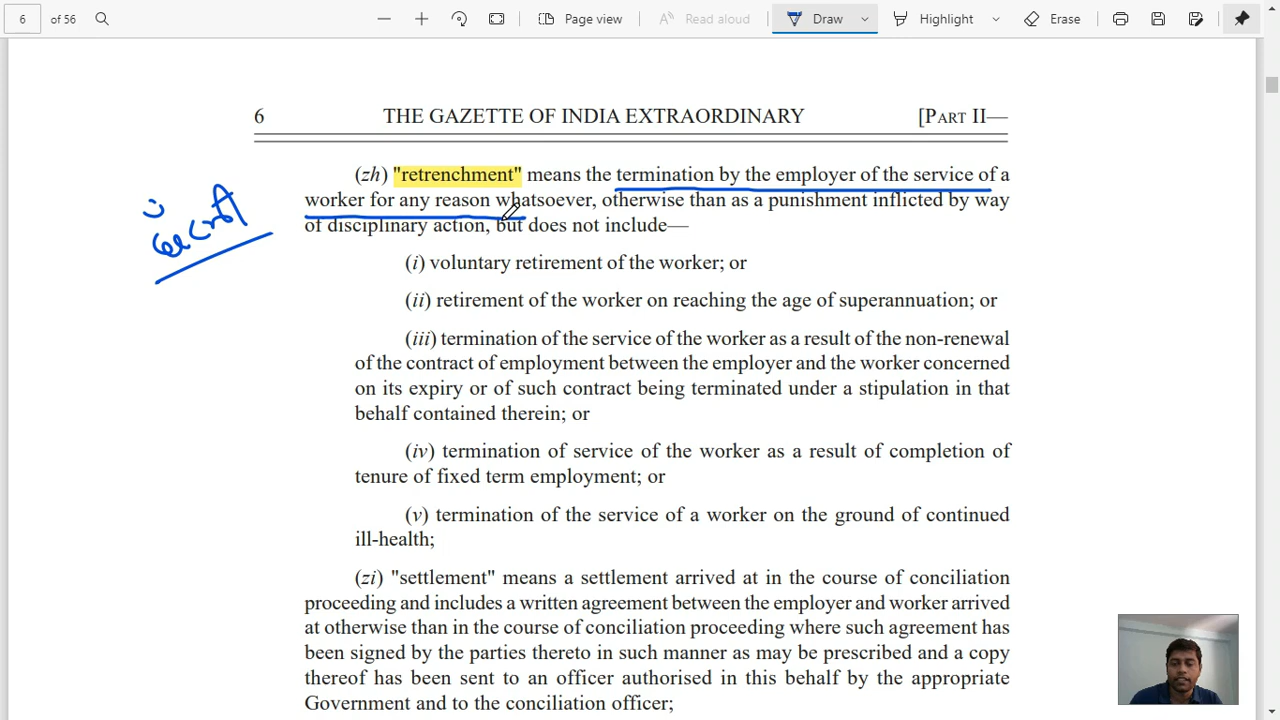 6 of 56 Page view Read aloud Draw Highlight Erase
6 THE GAZETTE OF INDIA EXTRAORDINARY [PART II—
(zh) "retrenchment" means the termination by the employer of the service of a
worker for any reason whatsoever, otherwise than as a punishment inflicted by way
of disciplinary action, but does not include—
(i) voluntary retirement of the worker; or
(ii) retirement of the worker on reaching the age of superannuation; or
(iii) termination of the service of the worker as a result of the non-renewal
of the contract of employment between the employer and the worker concerned
on its expiry or of such contract being terminated under a stipulation in that
behalf contained therein; or
(iv) termination of service of the worker as a result of completion of
tenure of fixed term employment; or
(v) termination of the service of a worker on the ground of continued
ill-health;
(zi) "settlement" means a settlement arrived at in the course of conciliation
proceeding and includes a written agreement between the employer and worker arrived
at otherwise than in the course of conciliation proceeding where such agreement has
been signed by the parties thereto in such manner as may be prescribed and a copy
thereof has been sent to an officer authorised in this behalf by the appropriate
Government and to the conciliation officer;